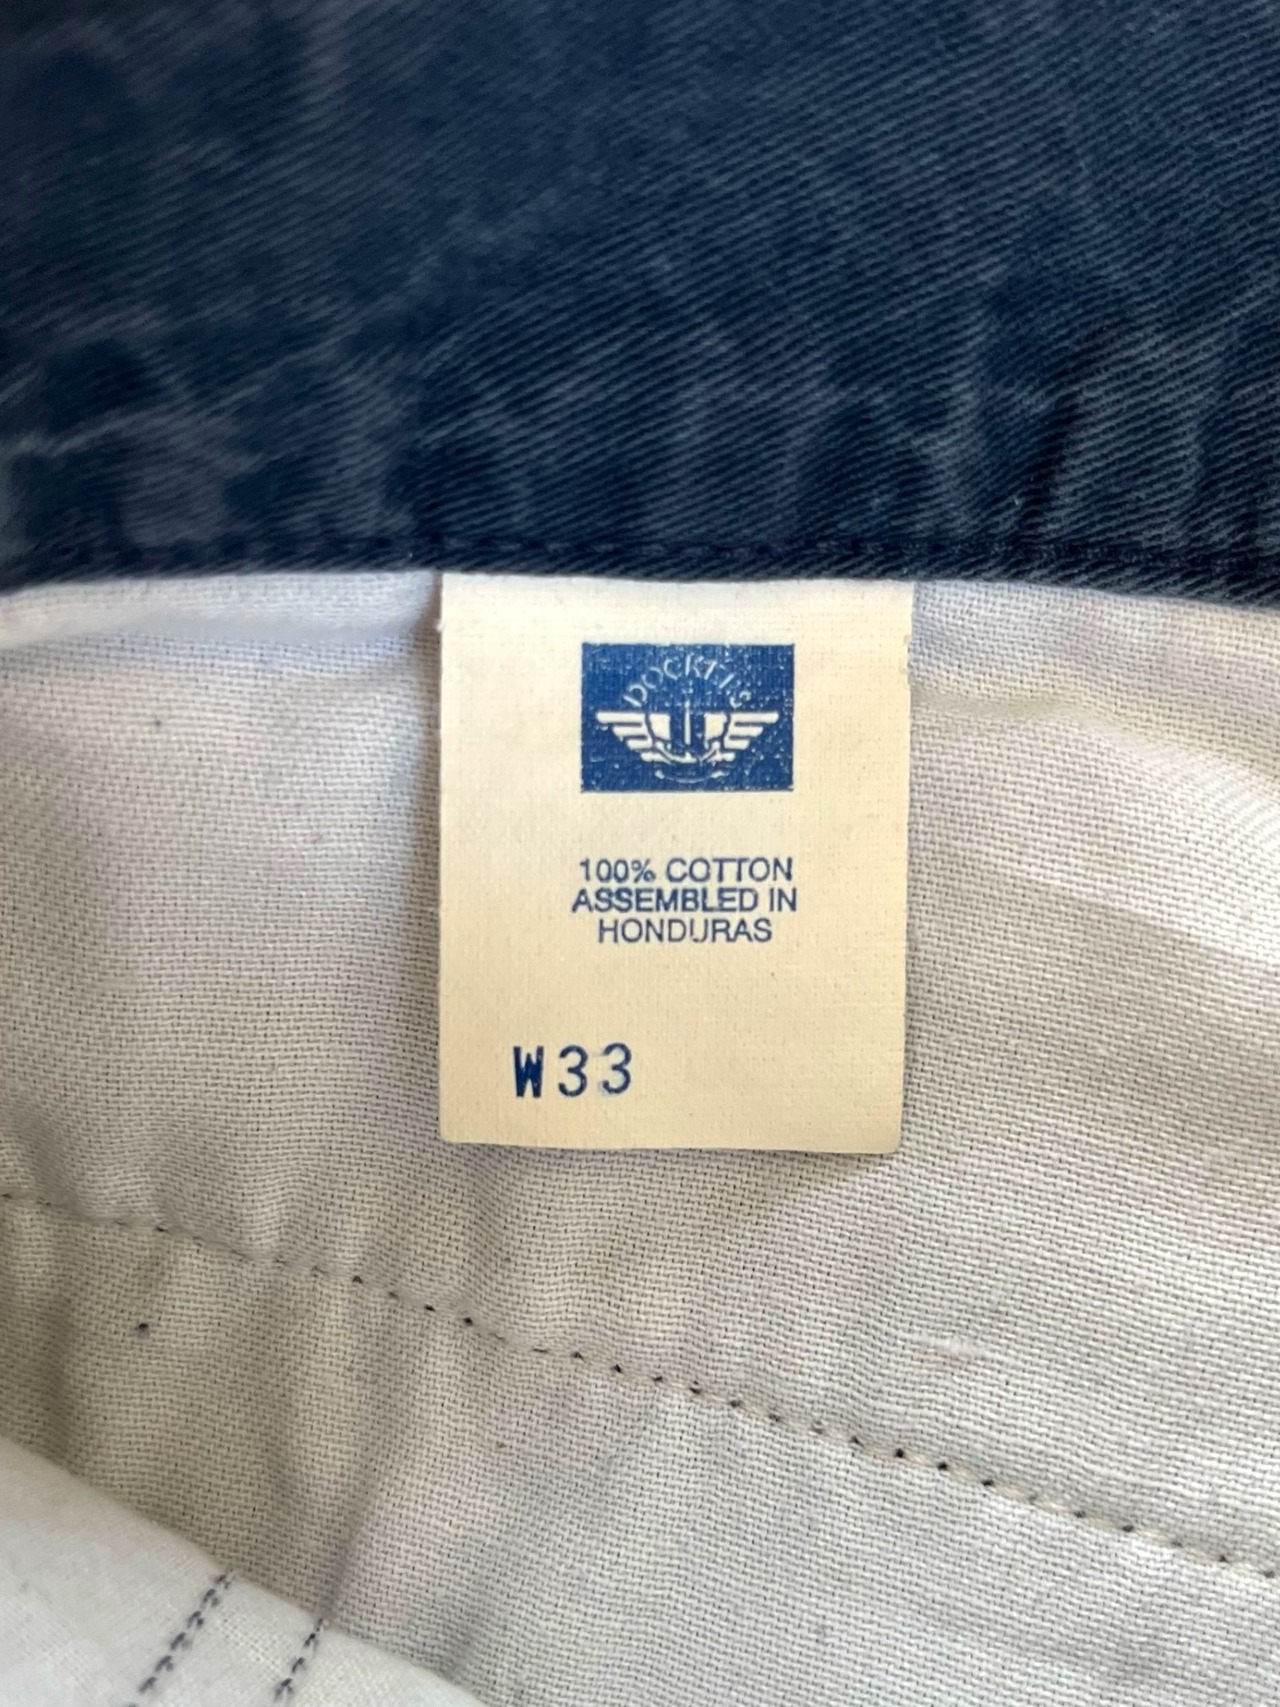 DOCKERS
100% COTTON
ASSEMBLED IN
HONDURAS
W33